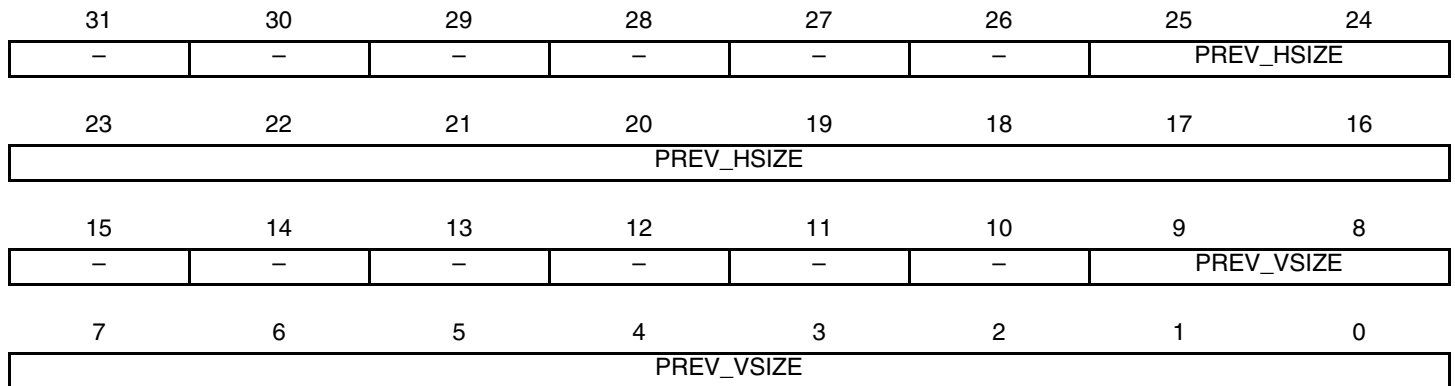 31 30 29 28 27 26 25 24
– – – – – – PREV_HSIZE
23 22 21 20 19 18 17 16
PREV_HSIZE
15 14 13 12 11 10 9 8
– – – – – – PREV_VSIZE
7 6 5 4 3 2 1 0
PREV_VSIZE